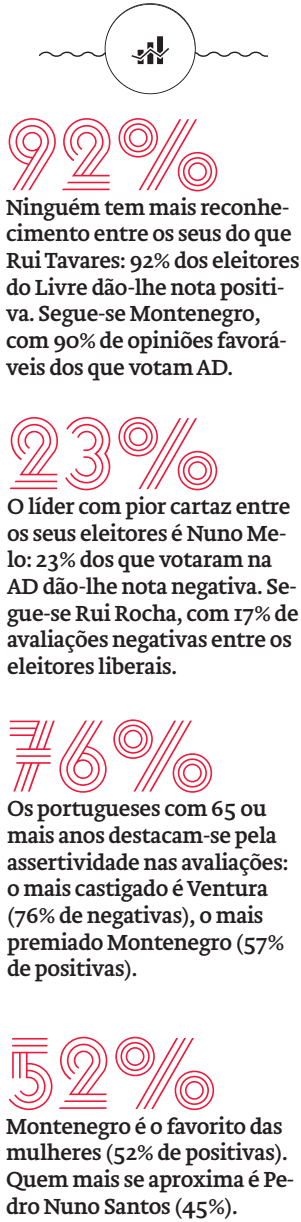 92%
Ninguém tem mais reconhe-
cimento entre os seus do que
Rui Tavares: 92% dos eleitores
do Livre dão-lhe nota positi-
va. Segue-se Montenegro,
com 90% de opiniões favorá-
veis dos que votam AD.
23%
O líder com pior cartaz entre
os seus eleitores é Nuno Me-
lo: 23% dos que votaram na
AD dão-lhe nota negativa. Se-
gue-se Rui Rocha, com 17% de
avaliações negativas entre os
eleitores liberais.
76%
Os portugueses com 65 ou
mais anos destacam-se pela
assertividade nas avaliações:
o mais castigado é Ventura
(76% de negativas), o mais
premiado Montenegro (57%
de positivas).
52%
Montenegro é o favorito das
mulheres (52% de positivas).
Quem mais se aproxima é Pe-
dro Nuno Santos (45%).